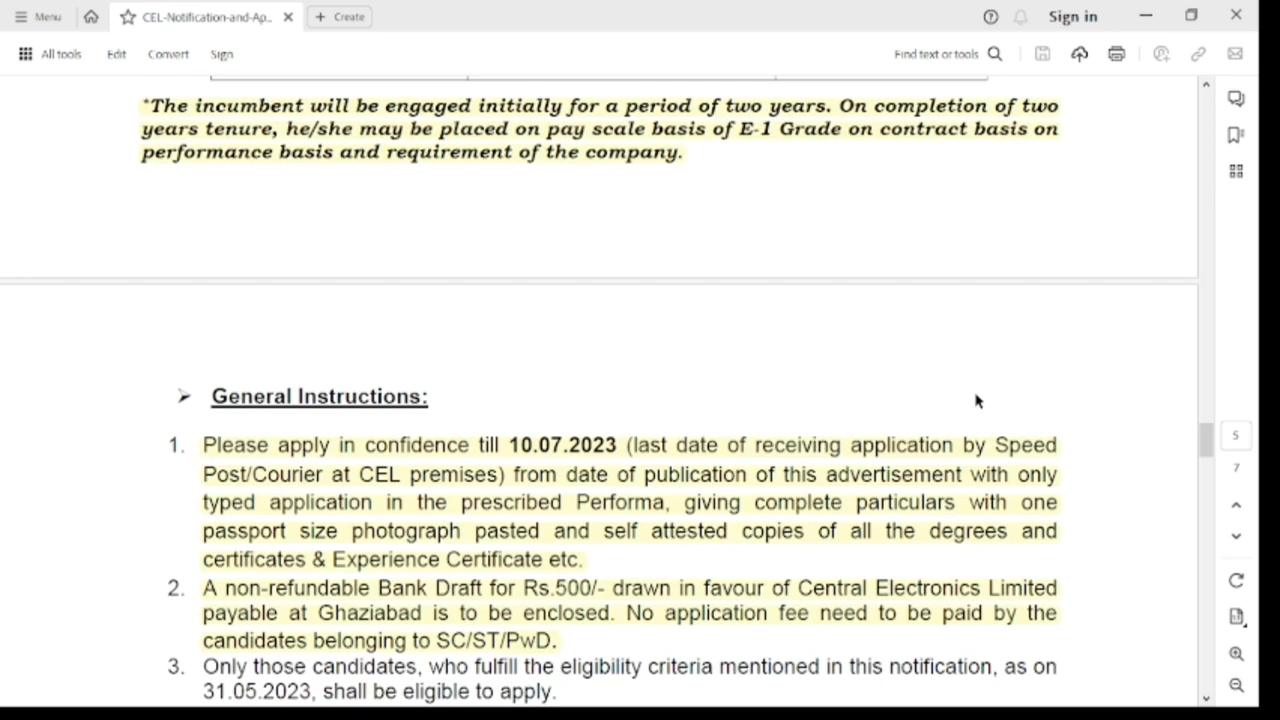 Menu
CEL-Notification-and-Ap...
Create
Sign in
All tools
Edit
Convert
Sign
Find text or tools
*The incumbent will be engaged initially for a period of two years. On completion of two
years tenure, he/she may be placed on pay scale basis of E-1 Grade on contract basis on
performance basis and requirement of the company.
➢ General Instructions:
1. Please apply in confidence till 10.07.2023 (last date of receiving application by Speed
Post/Courier at CEL premises) from date of publication of this advertisement with only
typed application in the prescribed Performa, giving complete particulars with one
passport size photograph pasted and self attested copies of all the degrees and
certificates & Experience Certificate etc.
2. A non-refundable Bank Draft for Rs.500/- drawn in favour of Central Electronics Limited
payable at Ghaziabad is to be enclosed. No application fee need to be paid by the
candidates belonging to SC/ST/PwD.
3. Only those candidates, who fulfill the eligibility criteria mentioned in this notification, as on
31.05.2023, shall be eligible to apply.
5
7